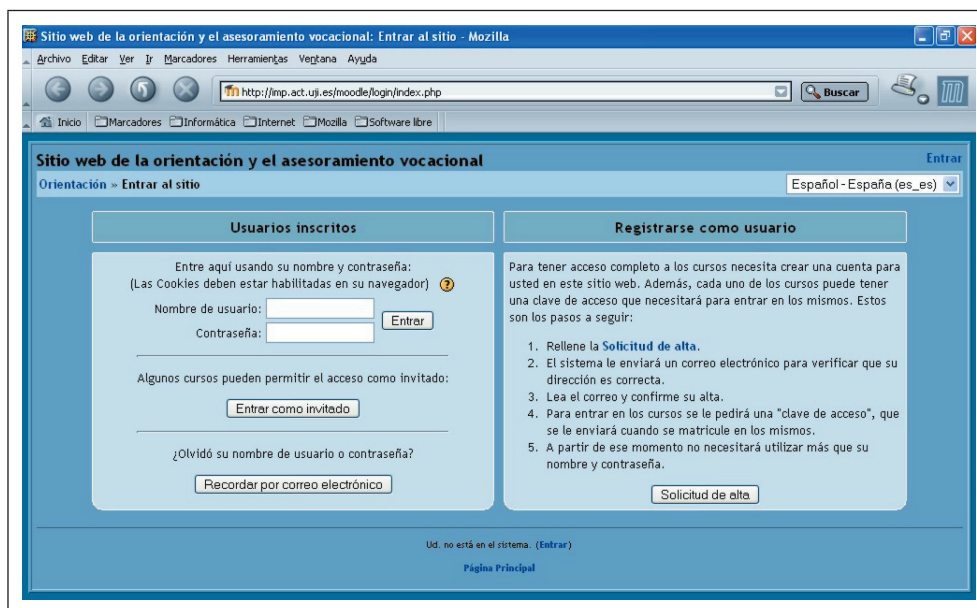 Sitio web de la orientación y el asesoramiento vocacional: Entrar al sitio - Mozilla
Archivo Editar Ver Ir Marcadores Herramientas Ventana Ayuda
http://imp.act.uji.es/moodle/login/index.php
Buscar
Inicio Marcadores Informática Internet Mozilla Software libre
Sitio web de la orientación y el asesoramiento vocacional
Entrar
Orientación » Entrar al sitio
Español - España (es_es)
Usuarios inscritos
Entre aquí usando su nombre y contraseña:
(Las Cookies deben estar habilitadas en su navegador) ?
Nombre de usuario:
Contraseña:
Entrar
Algunos cursos pueden permitir el acceso como invitado:
Entrar como invitado
¿Olvidó su nombre de usuario o contraseña?
Recordar por correo electrónico
Registrarse como usuario
Para tener acceso completo a los cursos necesita crear una cuenta para
usted en este sitio web. Además, cada uno de los cursos puede tener
una clave de acceso que necesitará para entrar en los mismos. Estos
son los pasos a seguir:
1. Rellene la Solicitud de alta.
2. El sistema le enviará un correo electrónico para verificar que su
dirección es correcta.
3. Lea el correo y confirme su alta.
4. Para entrar en los cursos se le pedirá una "clave de acceso", que
se le enviará cuando se matricule en los mismos.
5. A partir de ese momento no necesitará utilizar más que su
nombre y contraseña.
Solicitud de alta
Ud. no está en el sistema. (Entrar)
Página Principal